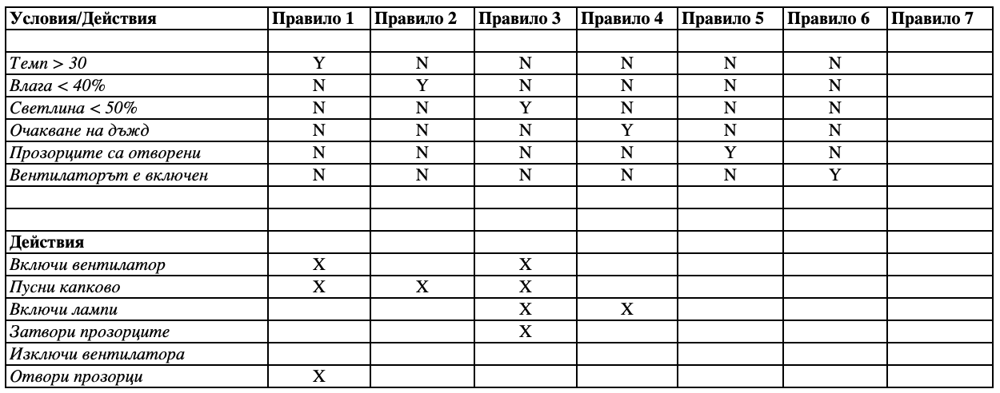 Условия/Действия Правило 1 Правило 2 Правило 3 Правило 4 Правило 5 Правило 6 Правило 7
Темп > 30 Y N N N N N
Влага < 40% N Y N N N N
Светлина < 50% N N Y N N N
Очакване на дъжд N N N Y N N
Прозорците са отворени N N N N Y N
Вентилаторът е включен N N N N N Y
Действия
Включи вентилатор X X
Пусни капково X X X
Включи лампи X X
Затвори прозорците X
Изключи вентилатора
Отвори прозорци X